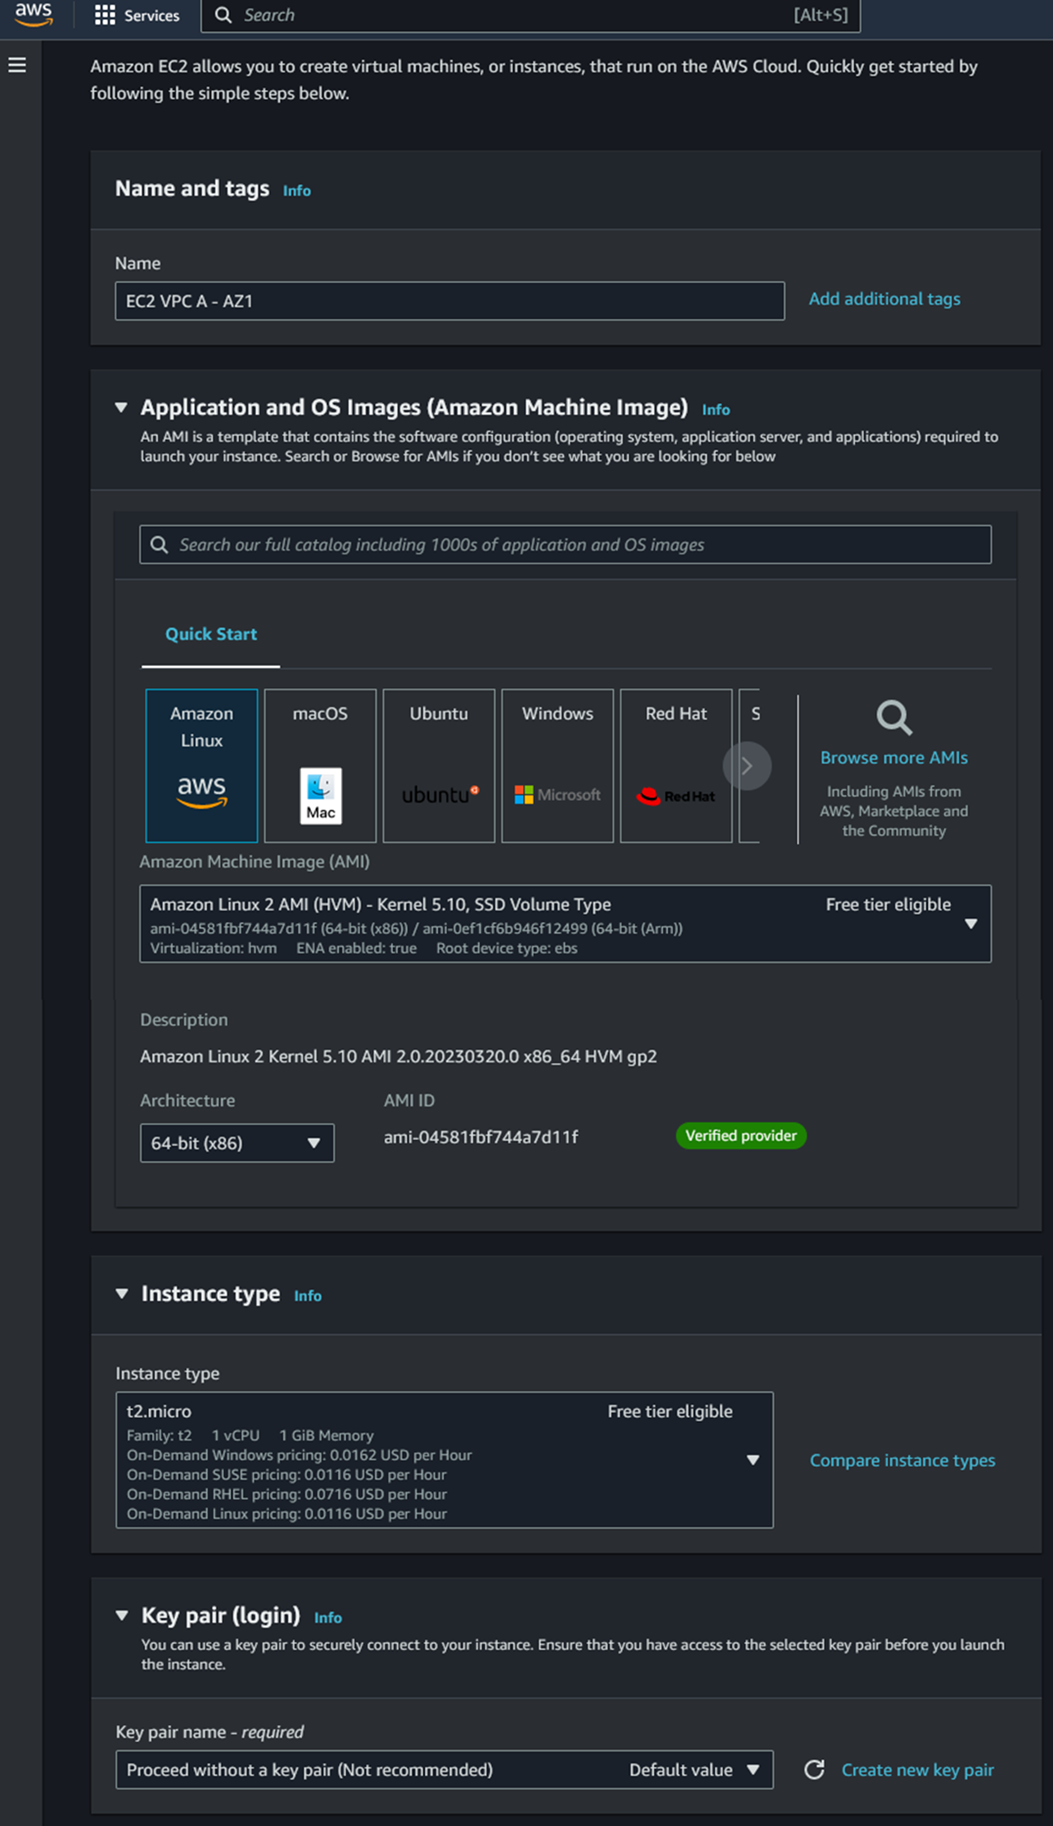 aws
Services
Search
[Alt+S]
Amazon EC2 allows you to create virtual machines, or instances, that run on the AWS Cloud. Quickly get started by
following the simple steps below.
Name and tags Info
Name
EC2 VPC A - AZ1
Add additional tags
Application and OS Images (Amazon Machine Image) Info
An AMI is a template that contains the software configuration (operating system, application server, and applications) required to
launch your instance. Search or Browse for AMIs if you don't see what you are looking for below
Search our full catalog including 1000s of application and OS images
Quick Start
Amazon
Linux
aws
macOS
Mac
Ubuntu
ubuntu
Windows
Microsoft
Red Hat
Red Hat
S
Browse more AMIs
Including AMIs from
AWS, Marketplace and
the Community
Amazon Machine Image (AMI)
Amazon Linux 2 AMI (HVM) - Kernel 5.10, SSD Volume Type
Free tier eligible
ami-04581fbf744a7d11f (64-bit (x86)) / ami-0ef1cf6b946f12499 (64-bit (Arm))
Virtualization: hvm ENA enabled: true Root device type: ebs
Description
Amazon Linux 2 Kernel 5.10 AMI 2.0.20230320.0 x86_64 HVM gp2
Architecture
AMI ID
64-bit (x86)
ami-04581fbf744a7d11f
Verified provider
Instance type Info
Instance type
t2.micro
Free tier eligible
Family: t2 1 vCPU 1 GiB Memory
On-Demand Windows pricing: 0.0162 USD per Hour
On-Demand SUSE pricing: 0.0116 USD per Hour
On-Demand RHEL pricing: 0.0716 USD per Hour
On-Demand Linux pricing: 0.0116 USD per Hour
Compare instance types
Key pair (login) Info
You can use a key pair to securely connect to your instance. Ensure that you have access to the selected key pair before you launch
the instance.
Key pair name - required
Proceed without a key pair (Not recommended)
Default value
Create new key pair